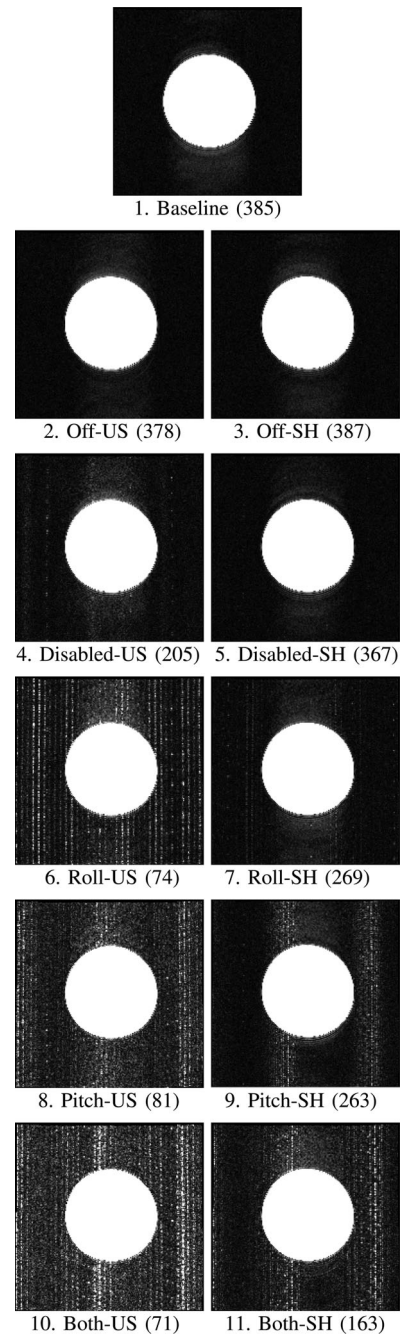 1. Baseline (385)
2. Off-US (378)
3. Off-SH (387)
4. Disabled-US (205)
5. Disabled-SH (367)
6. Roll-US (74)
7. Roll-SH (269)
8. Pitch-US (81)
9. Pitch-SH (263)
10. Both-US (71)
11. Both-SH (163)